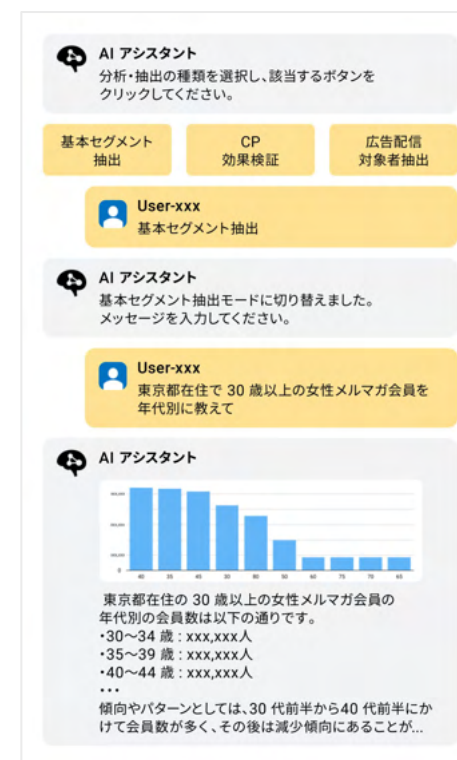 AI アシスタント
分析・抽出の種類を選択し、該当するボタンを
クリックしてください。
基本セグメント
抽出
CP
効果検証
広告配信
対象者抽出
User-xxx
基本セグメント抽出
AI アシスタント
基本セグメント抽出モードに切り替えました。
メッセージを入力してください。
User-xxx
東京都在住で 30 歳以上の女性メルマガ会員を
年代別に教えて
AI アシスタント
0
40 35 45 30 80 50 60 75 70 65
東京都在住の 30 歳以上の女性メルマガ会員の
年代別の会員数は以下の通りです。
・30～34 歳 : xxx,xxx人
・35～39 歳 : xxx,xxx人
・40～44 歳 : xxx,xxx人
・・・
傾向やパターンとしては、30 代前半から40 代前半にか
けて会員数が多く、その後は減少傾向にあることが...